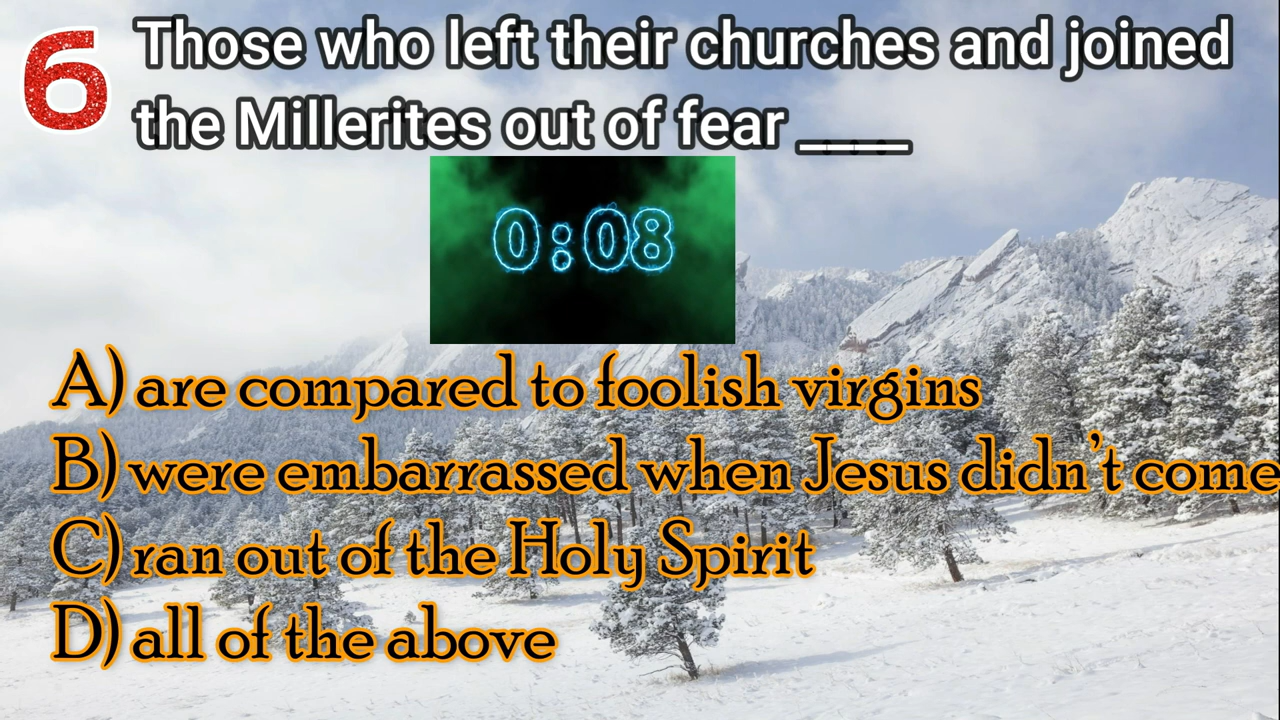 6 Those who left their churches and joined
the Millerites out of fear ____
0:08
A) are compared to foolish virgins
B) were embarrassed when Jesus didn't come
C) ran out of the Holy Spirit
D) all of the above